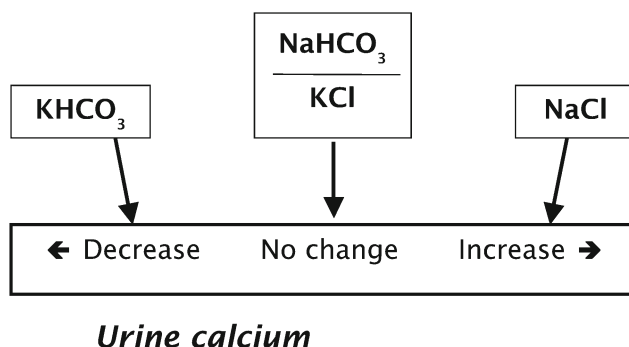 NaHCO₃
KCl
KHCO₃
NaCl
← Decrease No change Increase →
Urine calcium